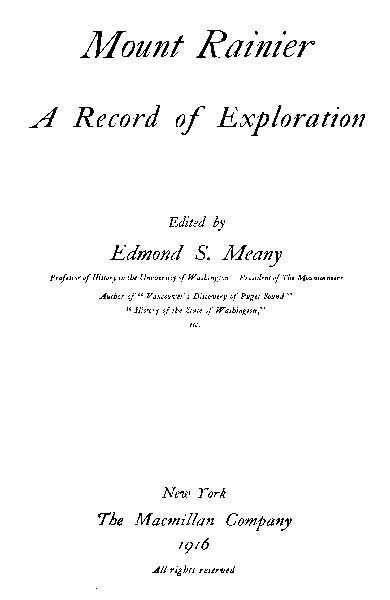 Mount Rainier
A Record of Exploration
Edited by
Edmond S. Meany
Professor of History in the University of Washington President of The Mountaineers
Author of "Vancouver's Discovery of Puget Sound"
"History of the State of Washington,"
etc.
New York
The Macmillan Company
1916
All rights reserved